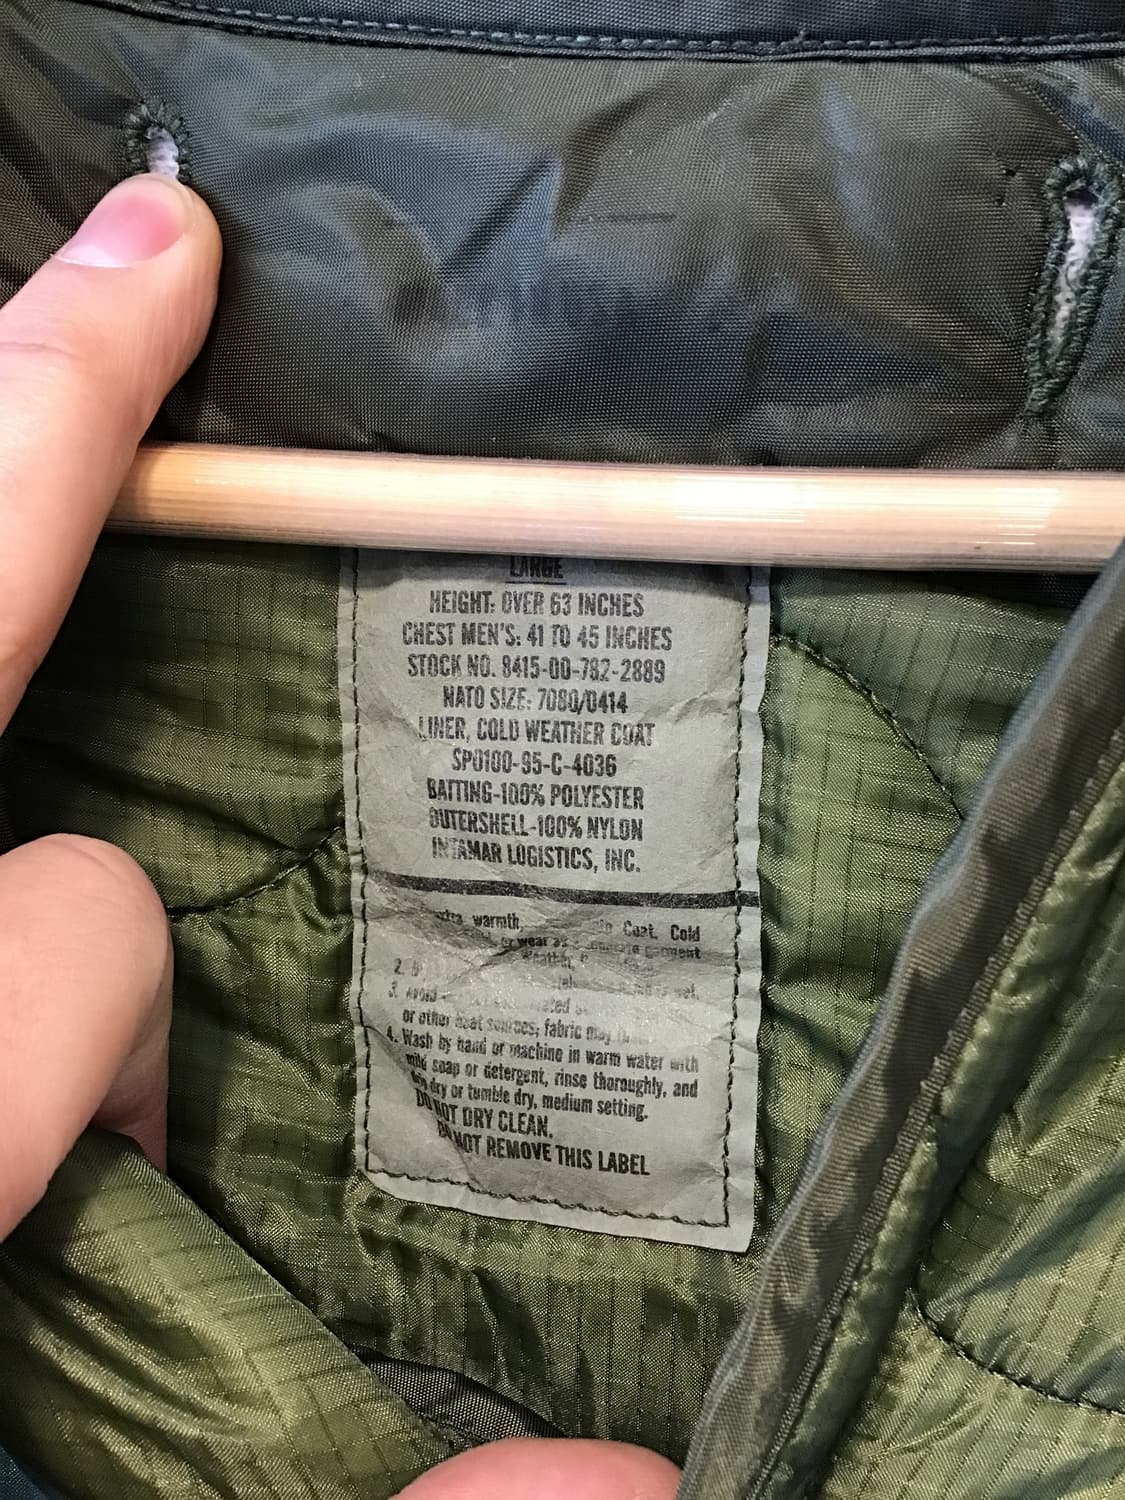 LARGE
HEIGHT: OVER 63 INCHES
CHEST MEN'S: 41 TO 45 INCHES
STOCK NO. 8415-00-782-2889
NATO SIZE: 7080/0414
LINER, COLD WEATHER COAT
SPO100-95-C-4036
BATTING-100% POLYESTER
OUTERSHELL-100% NYLON
INTAMAR LOGISTICS, INC.
extra warmth, Coat. Cold
or wear as garment
2.
3. Avoid
or other heat sources; fabric may
4. Wash by hand or machine in warm water with
mild soap or detergent, rinse thoroughly, and
dry or tumble dry, medium setting.
DO NOT DRY CLEAN.
DO NOT REMOVE THIS LABEL